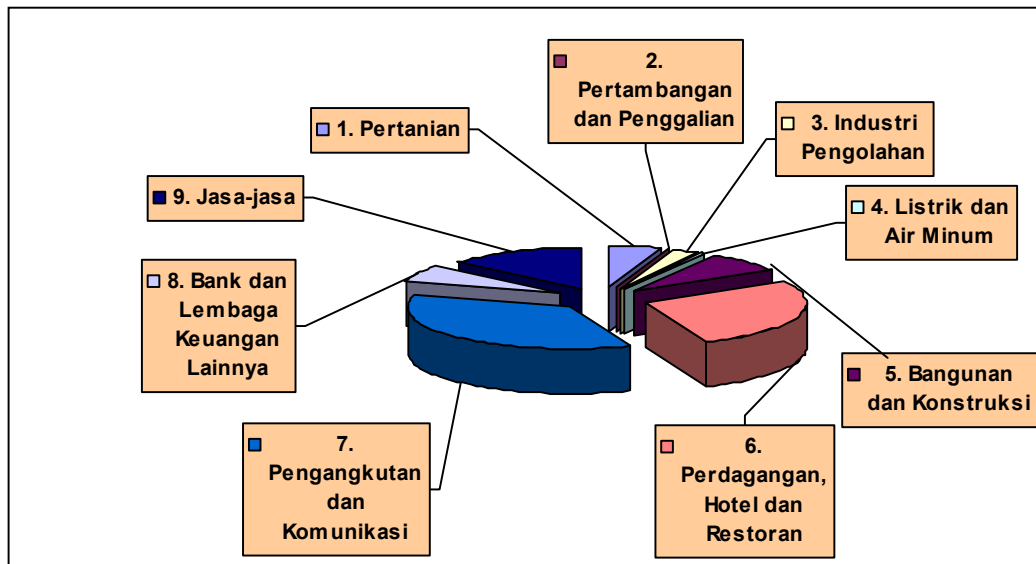 1. Pertanian
2.
Pertambangan
dan Penggalian
3. Industri
Pengolahan
4. Listrik dan
Air Minum
5. Bangunan
dan Konstruksi
6.
Perdagangan,
Hotel dan
Restoran
7.
Pengangkutan
dan
Komunikasi
8. Bank dan
Lembaga
Keuangan
Lainnya
9. Jasa-jasa